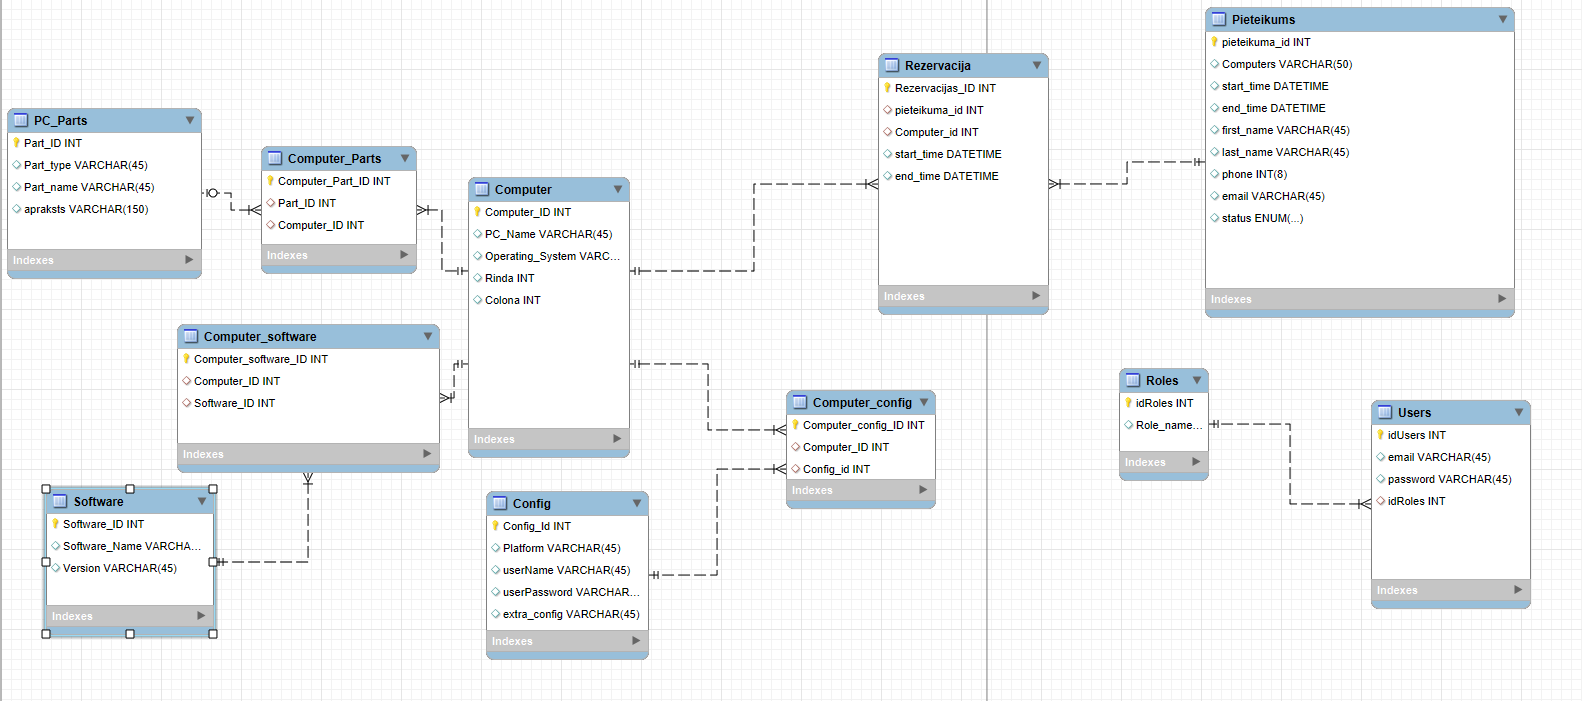 PC_Parts
Part_ID INT
Part_type VARCHAR(45)
Part_name VARCHAR(45)
apraksts VARCHAR(150)
Indexes
Computer_Parts
Computer_Part_ID INT
Part_ID INT
Computer_ID INT
Indexes
Computer
Computer_ID INT
PC_Name VARCHAR(45)
Operating_System VARC...
Rinda INT
Colona INT
Indexes
Rezervacija
Rezervacijas_ID INT
pieteikuma_id INT
Computer_id INT
start_time DATETIME
end_time DATETIME
Indexes
Pieteikums
pieteikuma_id INT
Computers VARCHAR(50)
start_time DATETIME
end_time DATETIME
first_name VARCHAR(45)
last_name VARCHAR(45)
phone INT(8)
email VARCHAR(45)
status ENUM(...)
Indexes
Computer_software
Computer_software_ID INT
Computer_ID INT
Software_ID INT
Indexes
Software
Software_ID INT
Software_Name VARCHA...
Version VARCHAR(45)
Indexes
Config
Config_Id INT
Platform VARCHAR(45)
userName VARCHAR(45)
userPassword VARCHAR...
extra_config VARCHAR(45)
Indexes
Computer_config
Computer_config_ID INT
Computer_ID INT
Config_id INT
Indexes
Roles
idRoles INT
Role_name...
Indexes
Users
idUsers INT
email VARCHAR(45)
password VARCHAR(45)
idRoles INT
Indexes